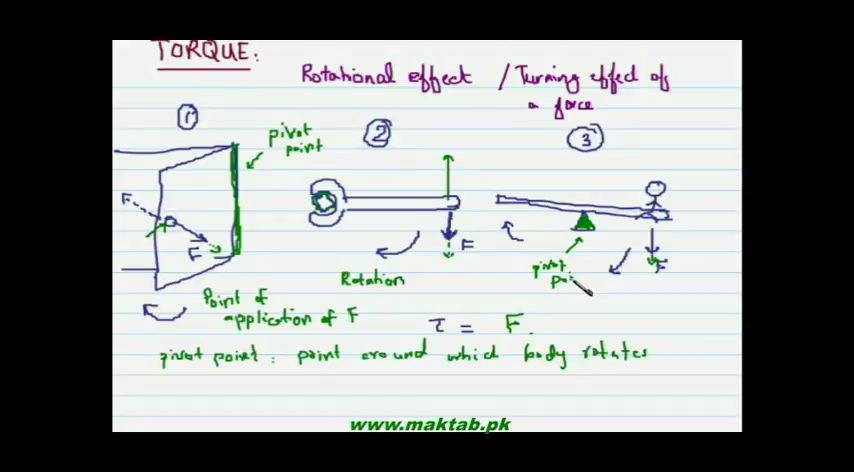 TORQUE:
Rotational effect / Turning effect of
a force
1
2
3
pivot
point
F
F
F
F
Rotation
pivot
Point of
application of F
τ = F.
pivot point : point around which body rotates
www.maktab.pk